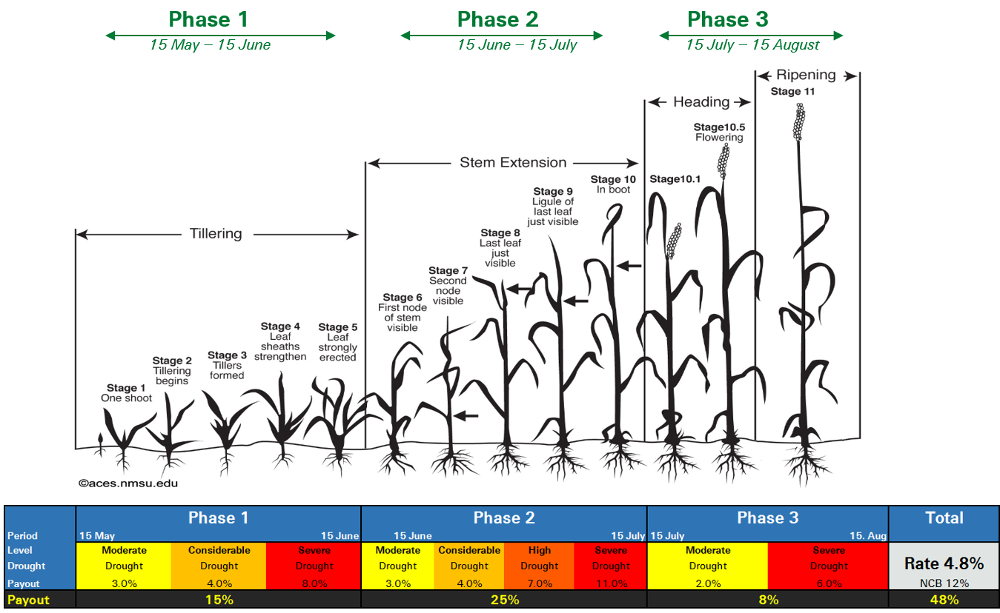 Phase 1
15 May – 15 June
Phase 2
15 June – 15 July
Phase 3
15 July – 15 August
Ripening
Stage 11
Heading
Stage10.5
Flowering
Stem Extension
Stage 10
In boot
Stage10.1
Stage 9
Ligule of
last leaf
just visible
Stage 8
Last leaf
just
visible
Stage 7
Second
node
visible
Stage 6
First node
of stem
visible
Tillering
Stage 5
Leaf
strongly
erected
Stage 4
Leaf
sheaths
strengthen
Stage 3
Tillers
formed
Stage 2
Tillering
begins
Stage 1
One shoot
©aces.nmsu.edu
Phase 1 Phase 2 Phase 3 Total
Period 15 May 15 June 15 June 15 July 15 July 15. Aug
Level Moderate Considerable Severe Moderate Considerable High Severe Moderate Severe
Drought Drought Drought Drought Drought Drought Drought Drought Drought Drought
Rate 4.8%
Payout 3.0% 4.0% 8.0% 3.0% 4.0% 7.0% 11.0% 2.0% 6.0% NCB 12%
Payout 15% 25% 8% 48%